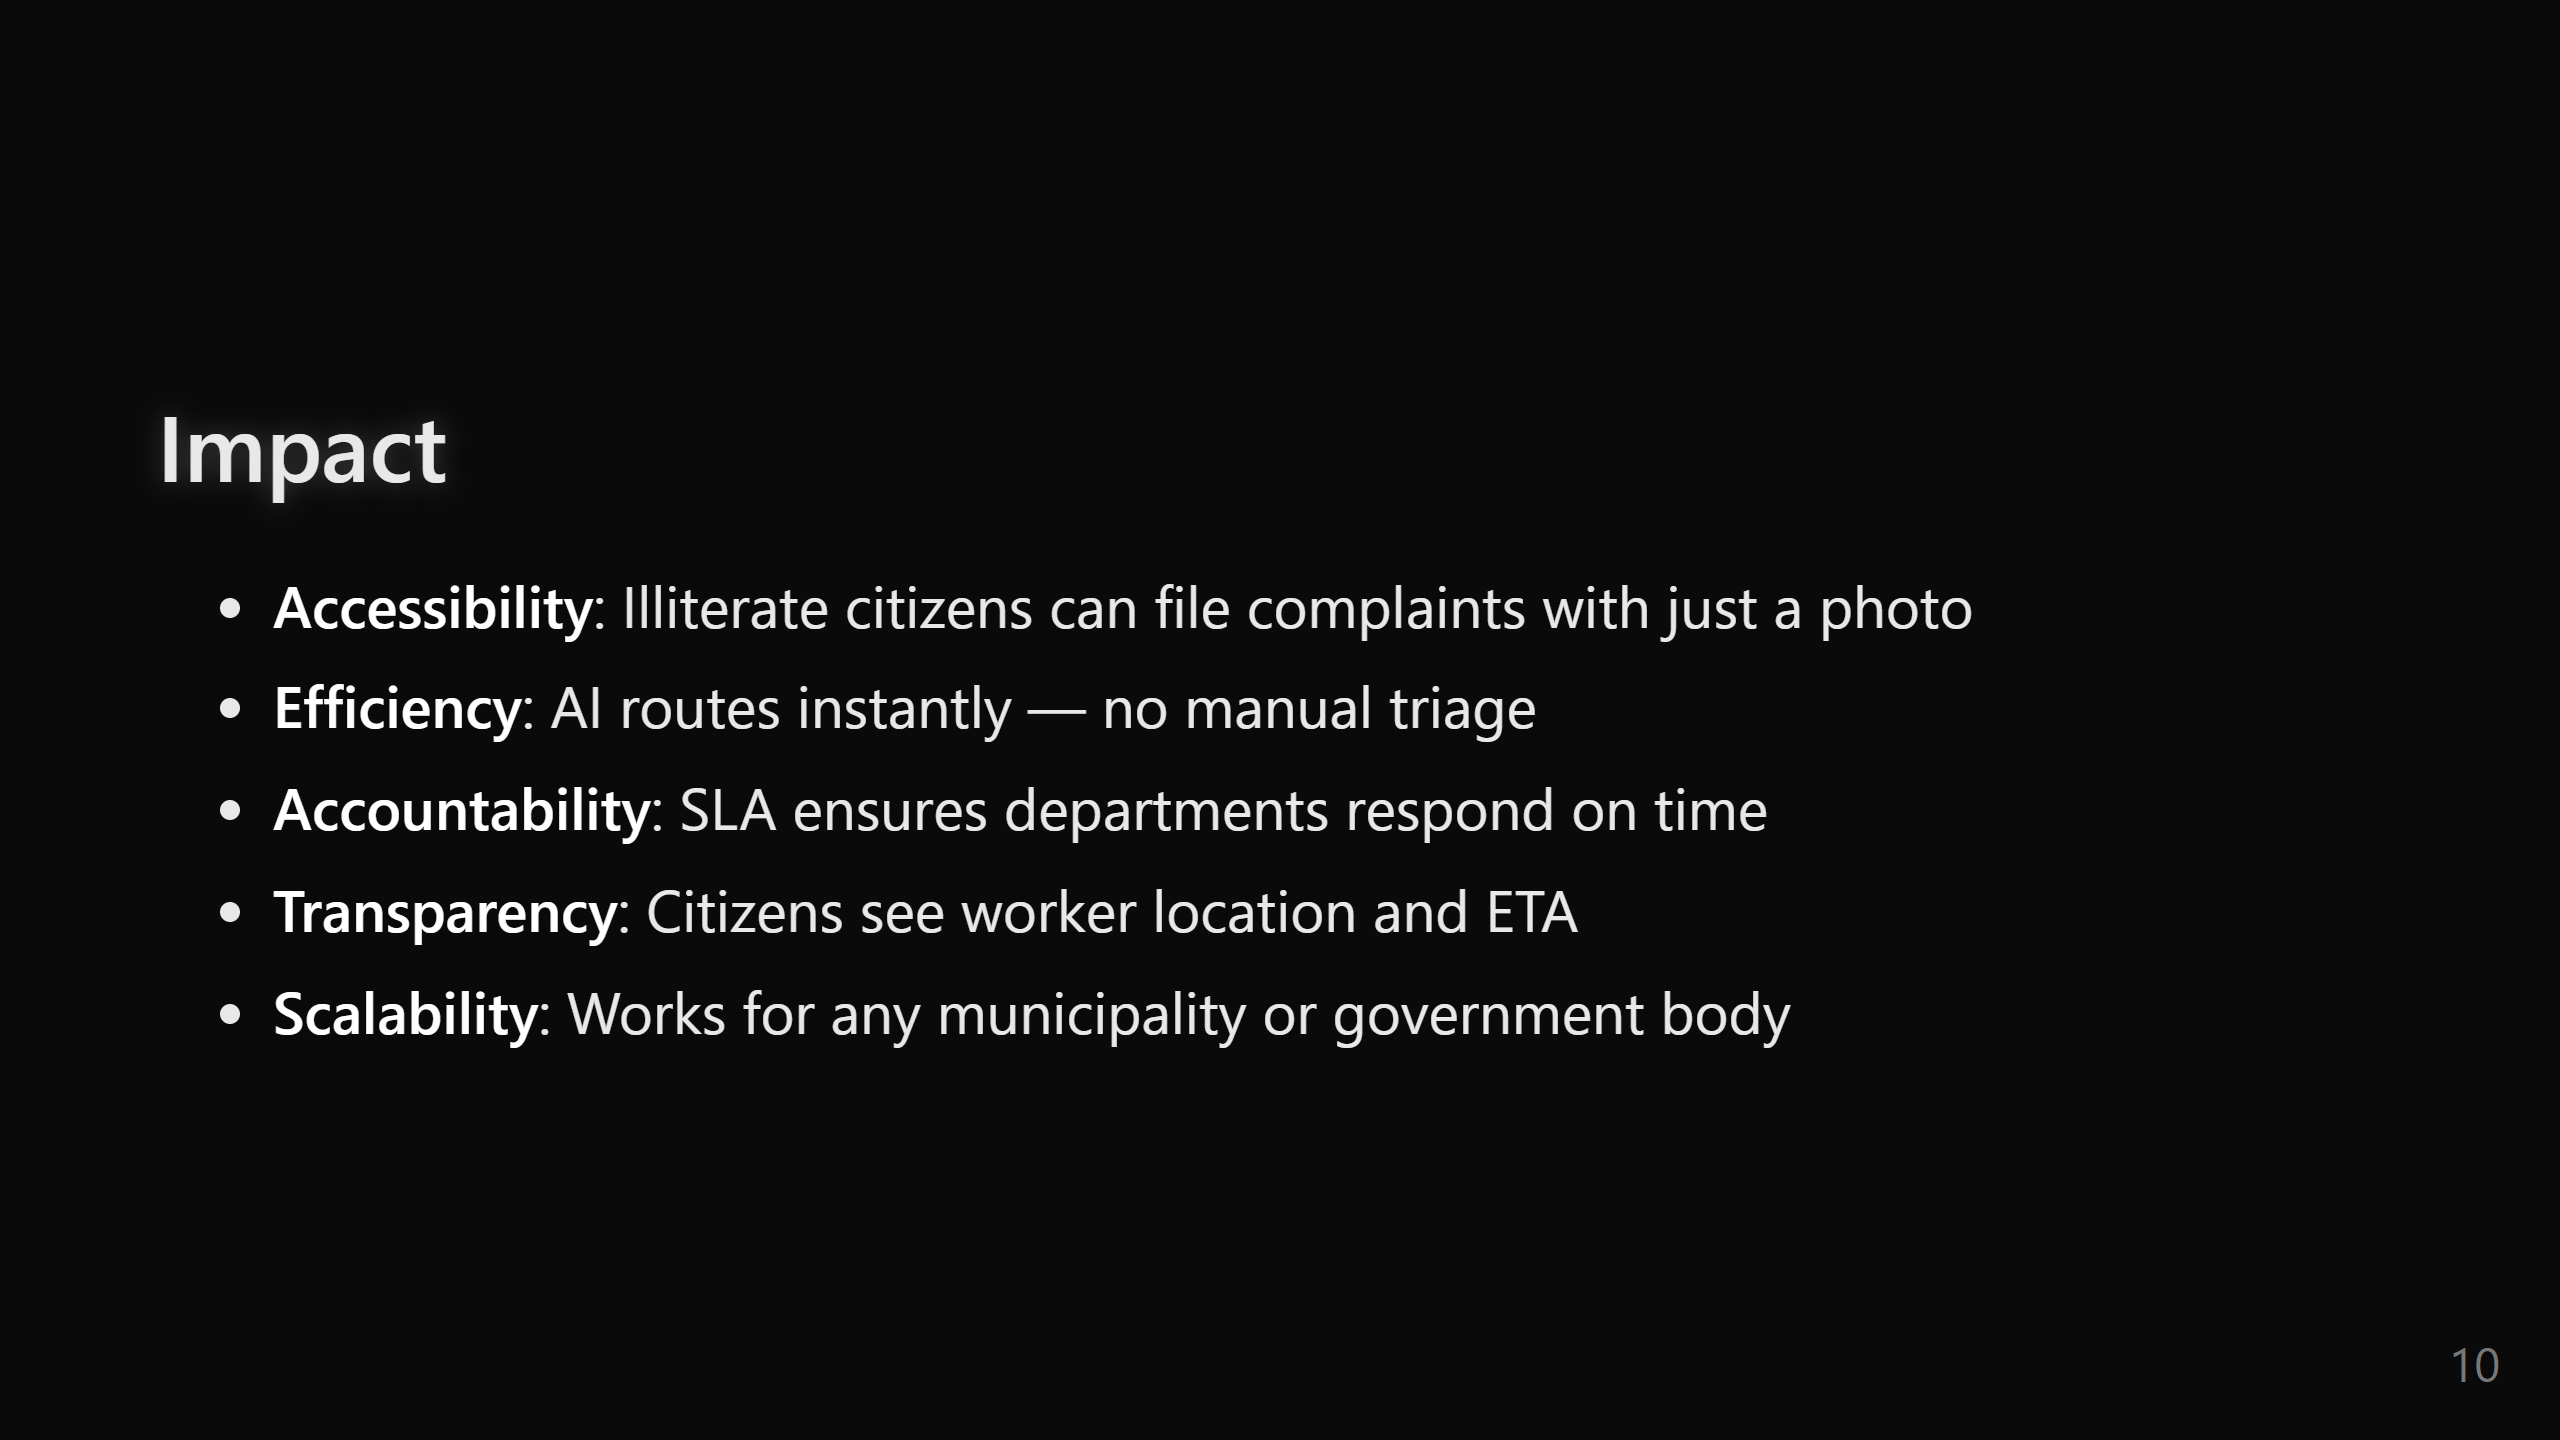 Impact
• Accessibility: Illiterate citizens can file complaints with just a photo
• Efficiency: AI routes instantly — no manual triage
• Accountability: SLA ensures departments respond on time
• Transparency: Citizens see worker location and ETA
• Scalability: Works for any municipality or government body
10